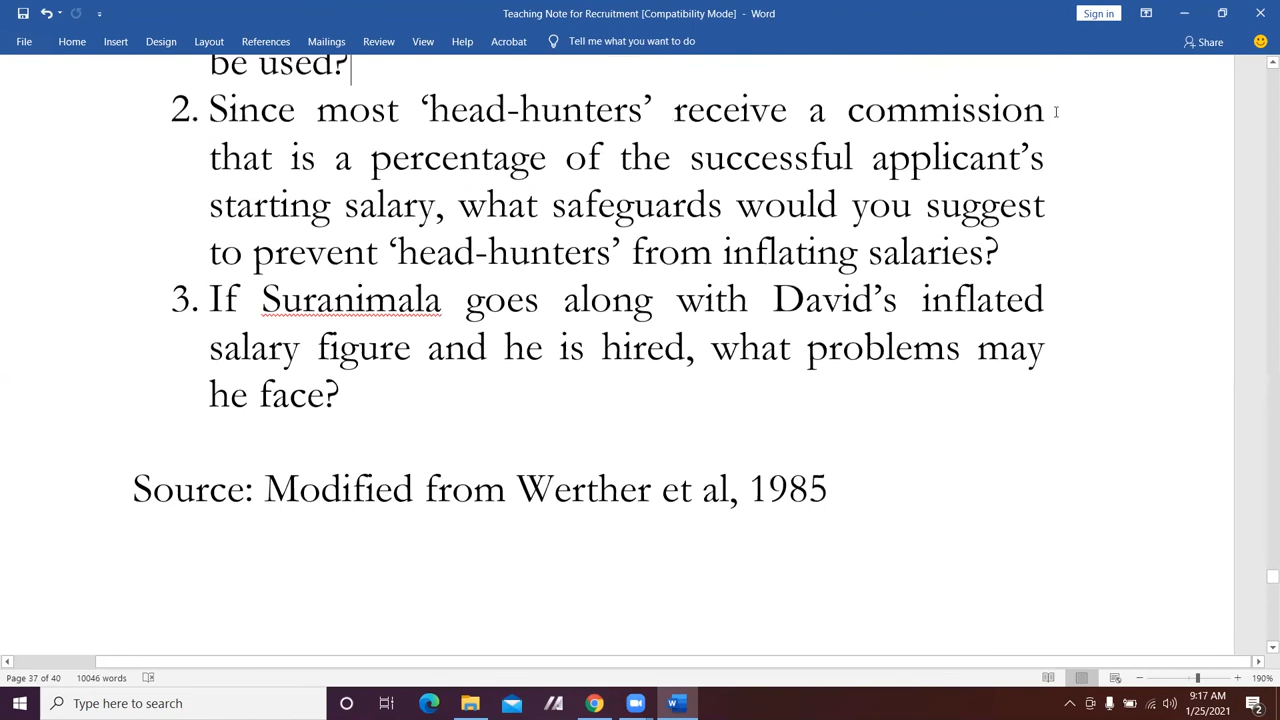 Teaching Note for Recruitment [Compatibility Mode] - Word
Sign in
File Home Insert Design Layout References Mailings Review View Help Acrobat Tell me what you want to do Share
be used?
2. Since most ‘head-hunters’ receive a commission
that is a percentage of the successful applicant’s
starting salary, what safeguards would you suggest
to prevent ‘head-hunters’ from inflating salaries?
3. If Suranimala goes along with David’s inflated
salary figure and he is hired, what problems may
he face?
Source: Modified from Werther et al, 1985
Page 37 of 40 10046 words 190%
Type here to search
9:17 AM
1/25/2021
2